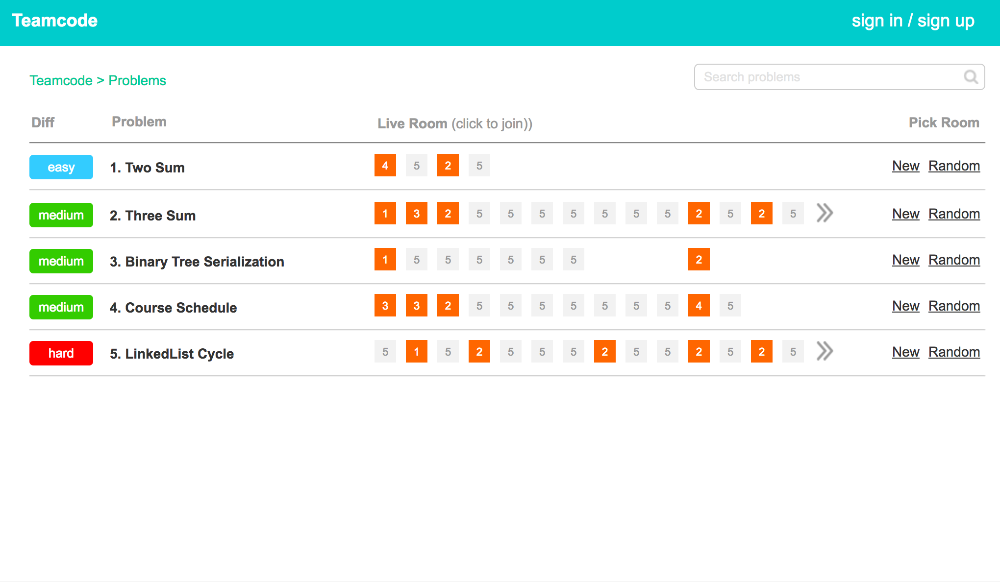 Teamcode sign in / sign up
Teamcode > Problems Search problems
Diff Problem Live Room (click to join)) Pick Room
easy 1. Two Sum 4 5 2 5 New Random
medium 2. Three Sum 1 3 2 5 5 5 5 5 5 5 2 5 2 5 New Random
medium 3. Binary Tree Serialization 1 5 5 5 5 5 5 2 New Random
medium 4. Course Schedule 3 3 2 5 5 5 5 5 5 5 4 5 New Random
hard 5. LinkedList Cycle 5 1 5 2 5 5 5 2 5 5 2 5 2 5 New Random